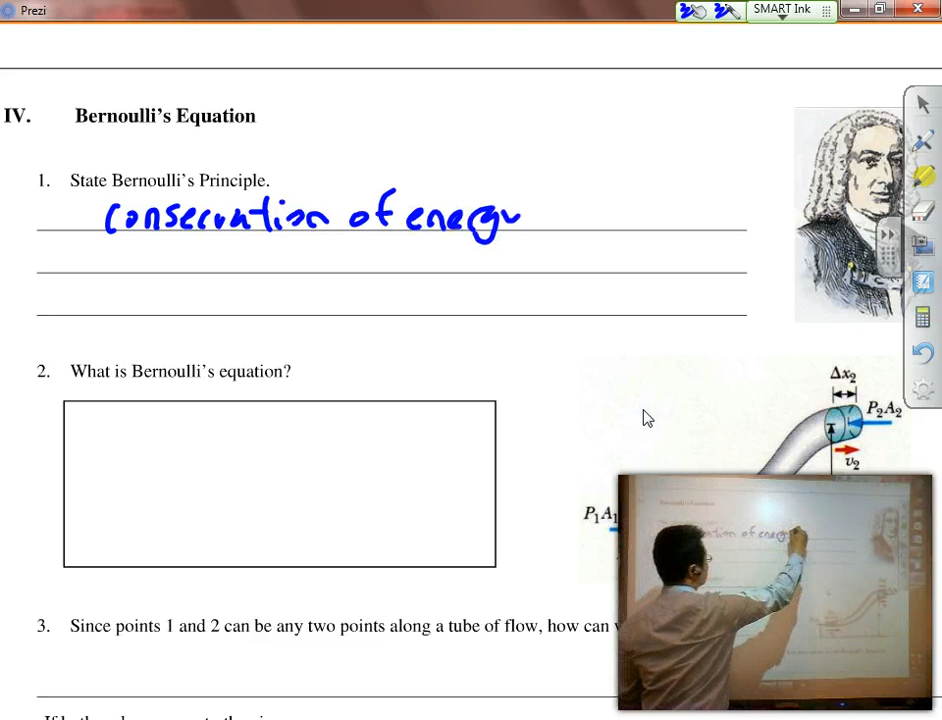 Prezi
SMART Ink
IV. Bernoulli's Equation
1. State Bernoulli's Principle.
conservation of energy
2. What is Bernoulli's equation?
Δx₂
P₂A₂
v₂
P₁A₁
3. Since points 1 and 2 can be any two points along a tube of flow, how can